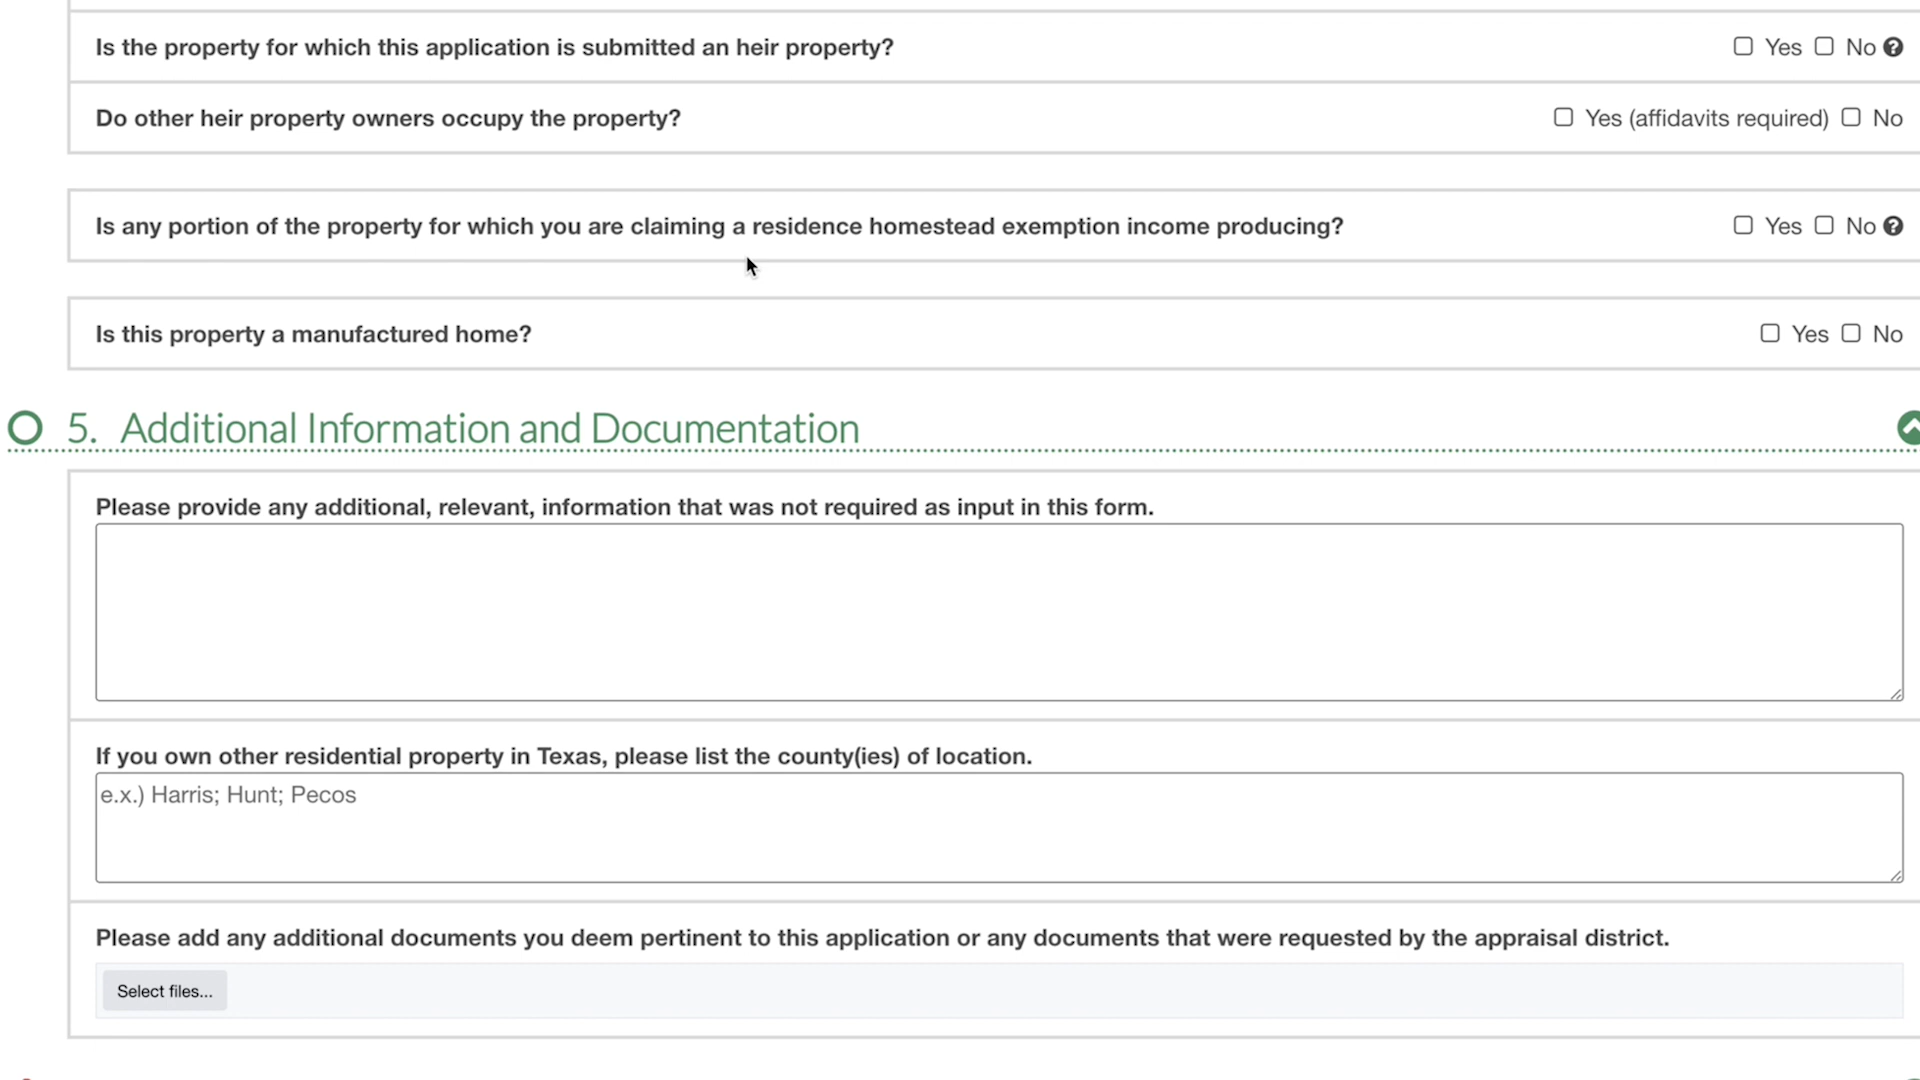 Is the property for which this application is submitted an heir property? Yes No ?
Do other heir property owners occupy the property? Yes (affidavits required) No
Is any portion of the property for which you are claiming a residence homestead exemption income producing? Yes No ?
Is this property a manufactured home? Yes No
5. Additional Information and Documentation
Please provide any additional, relevant, information that was not required as input in this form.
If you own other residential property in Texas, please list the county(ies) of location.
e.x.) Harris; Hunt; Pecos
Please add any additional documents you deem pertinent to this application or any documents that were requested by the appraisal district.
Select files...